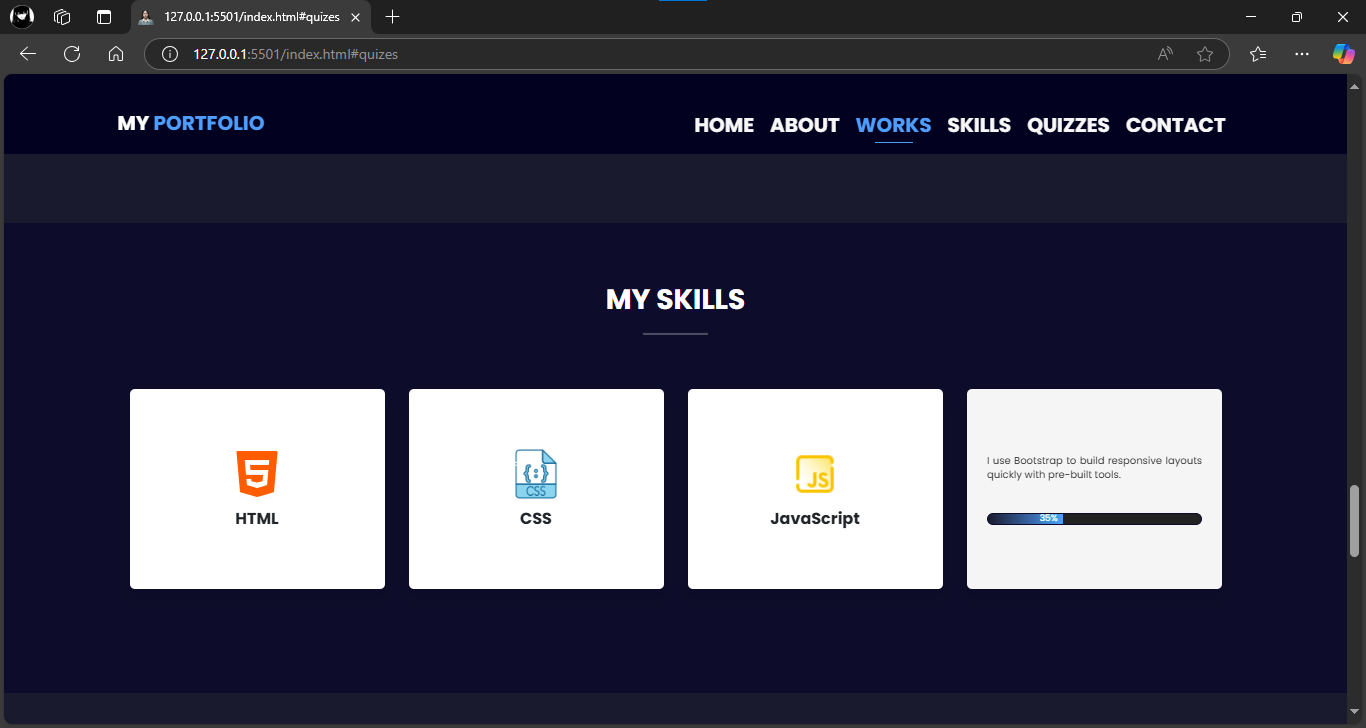 127.0.0.1:5501/index.html#quizes
127.0.0.1:5501/index.html#quizes
MY PORTFOLIO
HOME ABOUT WORKS SKILLS QUIZZES CONTACT
MY SKILLS
5
HTML
{:}
CSS
CSS
JS
JavaScript
I use Bootstrap to build responsive layouts
quickly with pre-built tools.
35%